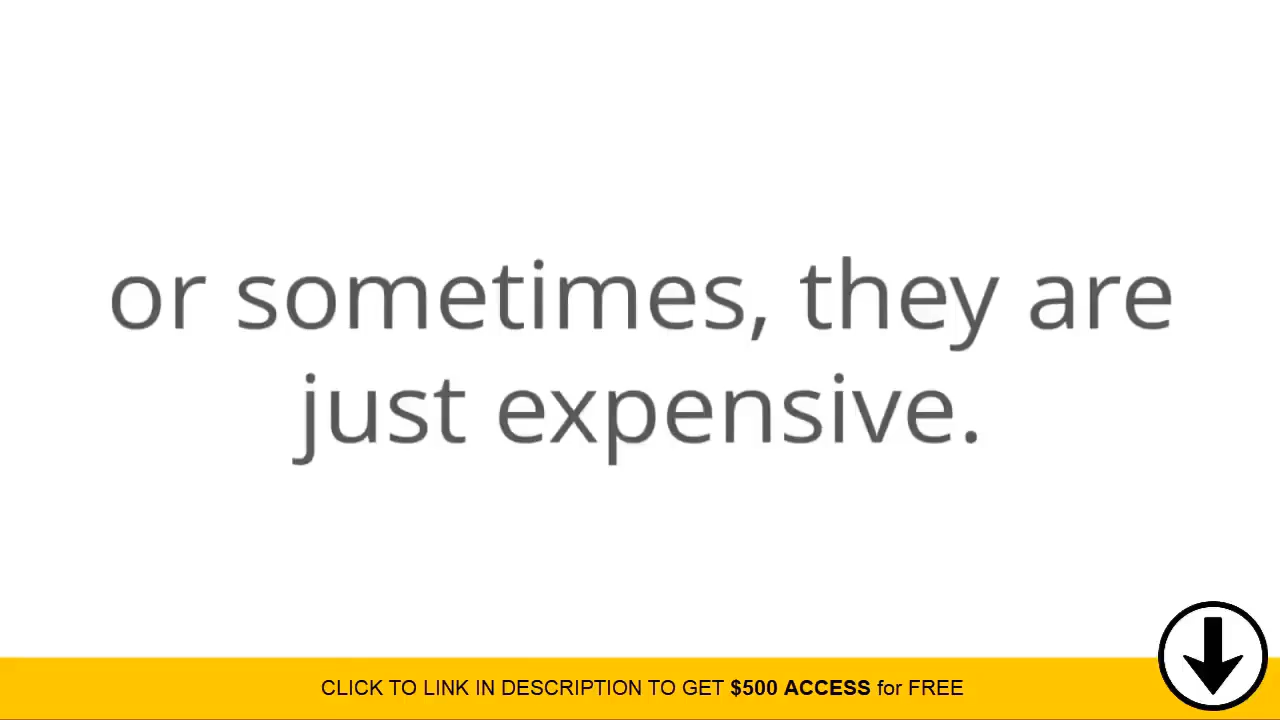 or sometimes, they are
just expensive.
CLICK TO LINK IN DESCRIPTION TO GET $500 ACCESS for FREE